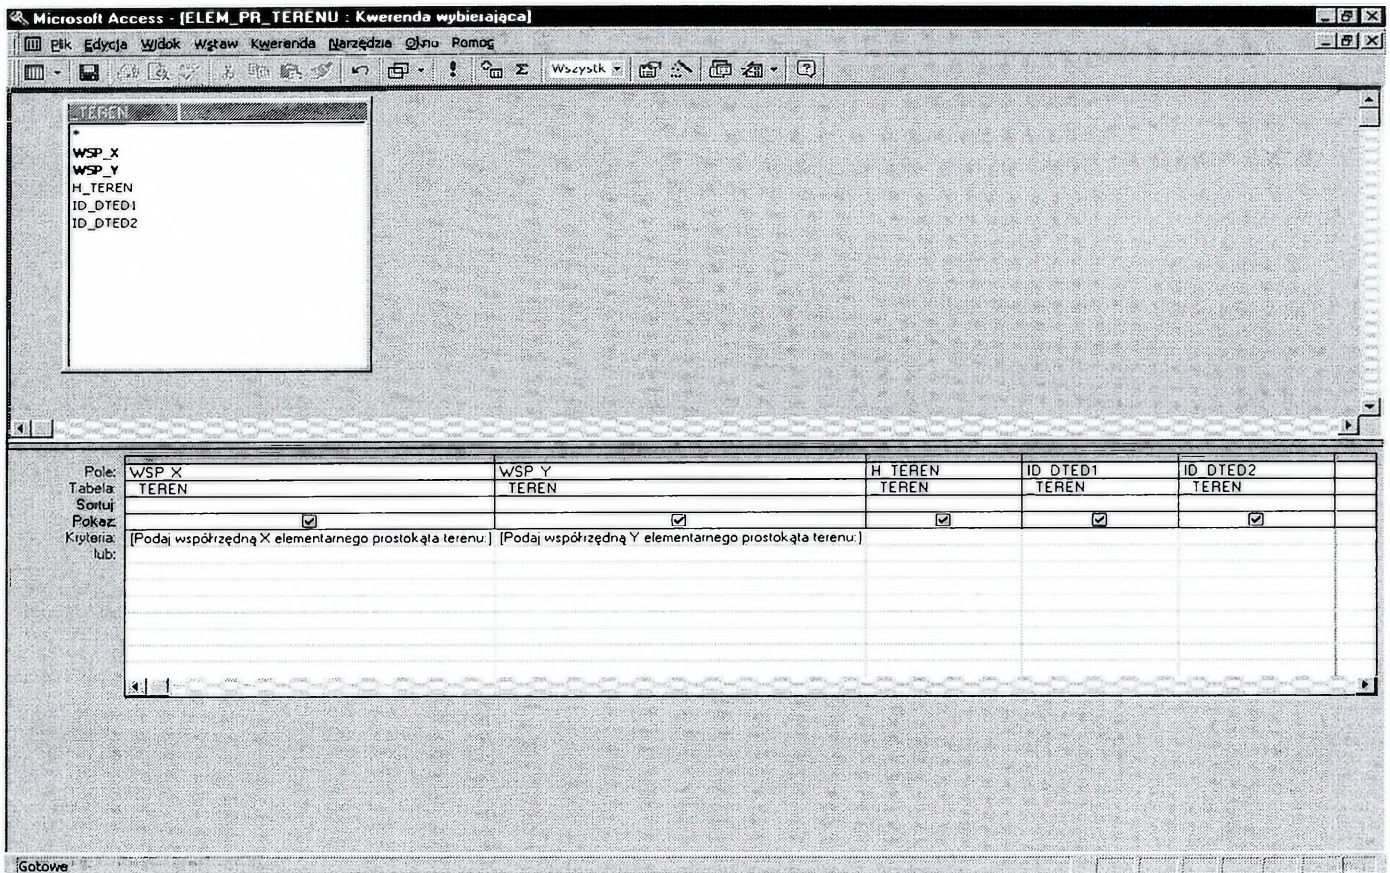 Microsoft Access - [ELEM_PR_TERENU : Kwerenda wybierająca]
Plik Edycja Widok Wstaw Kwerenda Narzędzia Okno Pomoc
Wszystk
_TEREN
*
WSP_X
WSP_Y
H_TEREN
ID_DTED1
ID_DTED2
Pole: WSP_X WSP_Y H_TEREN ID_DTED1 ID_DTED2
Tabela: _TEREN _TEREN _TEREN _TEREN _TEREN
Sortuj:
Pokaż:
Kryteria: [Podaj współrzędną X elementarnego prostokąta terenu:] [Podaj współrzędną Y elementarnego prostokąta terenu:]
lub:
Gotowe